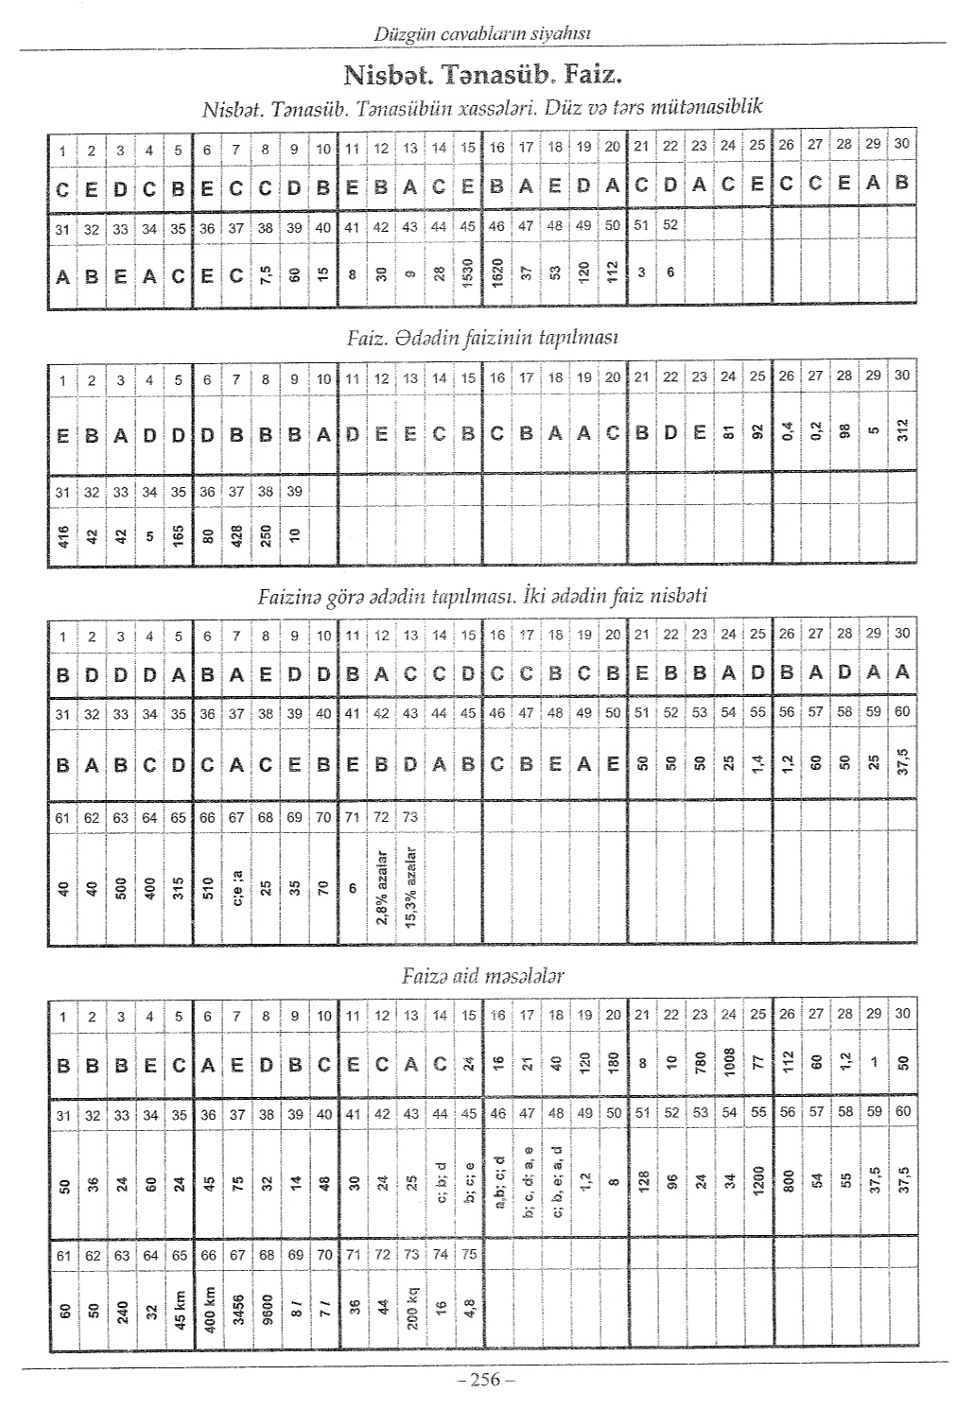 Düzgün cavabların siyahısı
Nisbət. Tənasüb. Faiz.
Nisbət. Tənasüb. Tənasübün xassələri. Düz və tərs mütənasiblik
1 2 3 4 5 6 7 8 9 10 11 12 13 14 15 16 17 18 19 20 21 22 23 24 25 26 27 28 29 30
C E D C B E C C D B E B A C E B A E D A C D A C E C C E A B
31 32 33 34 35 36 37 38 39 40 41 42 43 44 45 46 47 48 49 50 51 52
A B E A C E C 7,5 60 15 8 30 9 28 1530 1620 37 53 120 112 3 6
Faiz. Ədədin faizinin tapılması
1 2 3 4 5 6 7 8 9 10 11 12 13 14 15 16 17 18 19 20 21 22 23 24 25 26 27 28 29 30
E B A D D D B B B A D E E C B C B A A C B D E 81 92 0,4 0,2 98 5 312
31 32 33 34 35 36 37 38 39
416 42 42 5 165 80 428 250 10
Faizinə görə ədədin tapılması. İki ədədin faiz nisbəti
1 2 3 4 5 6 7 8 9 10 11 12 13 14 15 16 17 18 19 20 21 22 23 24 25 26 27 28 29 30
B D D D A B A E D D B A C C D C C B C B E B B A D B A D A A
31 32 33 34 35 36 37 38 39 40 41 42 43 44 45 46 47 48 49 50 51 52 53 54 55 56 57 58 59 60
B A B C D C A C E B E B D A B C B E A E 50 50 50 25 1,4 1,2 60 50 25 37,5
61 62 63 64 65 66 67 68 69 70 71 72 73
40 40 500 400 315 510 c;e ;a 25 35 70 6 2,8% azalar 15,3% azalar
Faizə aid məsələlər
1 2 3 4 5 6 7 8 9 10 11 12 13 14 15 16 17 18 19 20 21 22 23 24 25 26 27 28 29 30
B B B E C A E D B C E C A C 24 16 21 40 120 180 8 10 780 1008 77 112 60 1,2 1 50
31 32 33 34 35 36 37 38 39 40 41 42 43 44 45 46 47 48 49 50 51 52 53 54 55 56 57 58 59 60
50 36 24 60 24 45 75 32 14 48 30 24 25 c; b; d b; c; e a,b; c; d b; c, d; a, e c; b, e; a, d 1,2 8 128 96 24 34 1200 800 54 55 37,5 37,5
61 62 63 64 65 66 67 68 69 70 71 72 73 74 75
60 50 240 32 45 km 400 km 3456 9600 8 l 7 l 36 44 200 kq 16 4,8
– 256 –